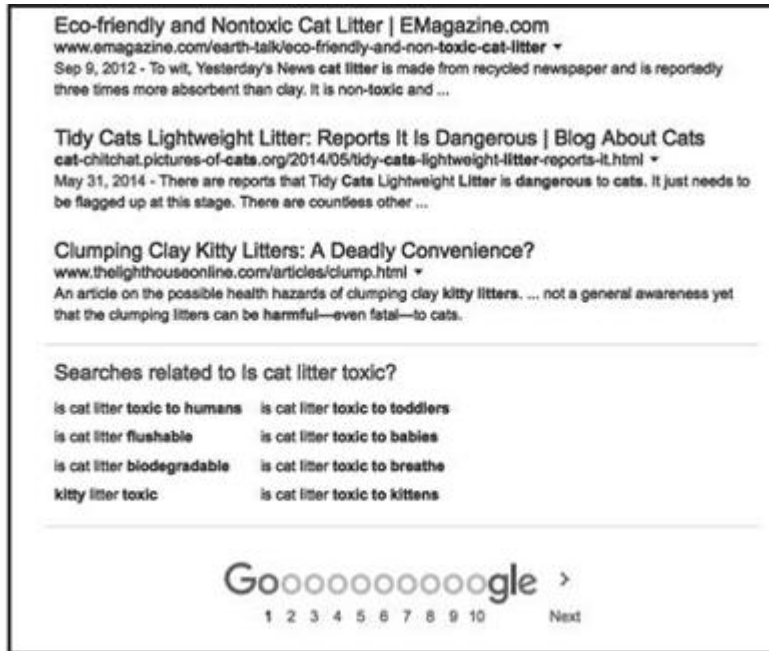 Eco-friendly and Nontoxic Cat Litter | EMagazine.com
www.emagazine.com/earth-talk/eco-friendly-and-non-toxic-cat-litter
Sep 9, 2012 - To wit, Yesterday's News cat litter is made from recycled newspaper and is reportedly
three times more absorbent than clay. It is non-toxic and ...
Tidy Cats Lightweight Litter: Reports It Is Dangerous | Blog About Cats
cat-chitchat.pictures-of-cats.org/2014/05/tidy-cats-lightweight-litter-reports-it.html
May 31, 2014 - There are reports that Tidy Cats Lightweight Litter is dangerous to cats. It just needs to
be flagged up at this stage. There are countless other ...
Clumping Clay Kitty Litters: A Deadly Convenience?
www.thelighthouseonline.com/articles/clump.html
An article on the possible health hazards of clumping clay kitty litters. ... not a general awareness yet
that the clumping litters can be harmful—even fatal—to cats.
Searches related to Is cat litter toxic?
is cat litter toxic to humans is cat litter toxic to toddlers
is cat litter flushable is cat litter toxic to babies
is cat litter biodegradable is cat litter toxic to breathe
kitty litter toxic is cat litter toxic to kittens
Goooooooooogle >
1 2 3 4 5 6 7 8 9 10 Next